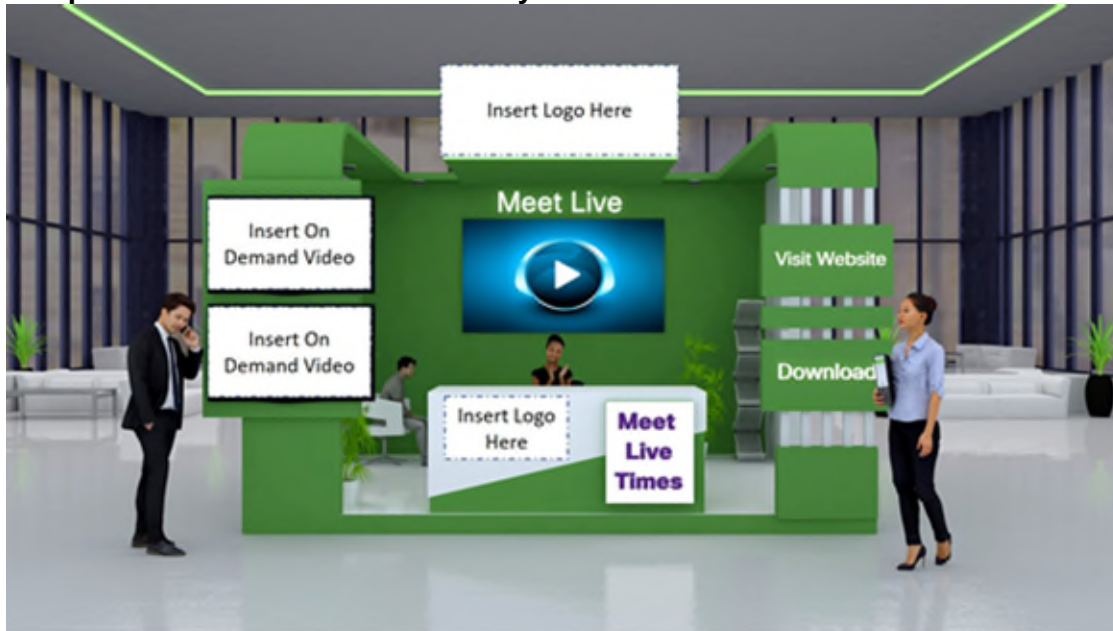 Insert Logo Here
Meet Live
Insert On
Demand Video
Insert On
Demand Video
Visit Website
Download
Insert Logo
Here
Meet
Live
Times